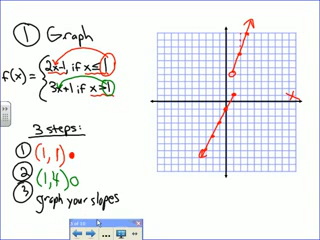 ① Graph
f(x) = { 2x-1, if x ≤ 1
3x+1 if x > 1
3 steps:
① (1, 1)
② (1, 4)
③ graph your slopes
x